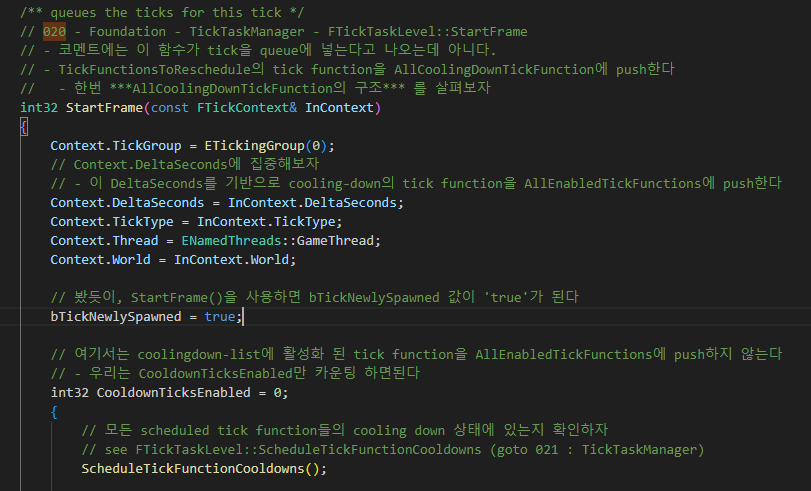 /** queues the ticks for this tick */
// 020 - Foundation - TickTaskManager - FTickTaskLevel::StartFrame
// - 코멘트에는 이 함수가 tick을 queue에 넣는다고 나오는데 아니다.
// - TickFunctionsToReschedule의 tick function을 AllCoolingDownTickFunction에 push한다
//   - 한번 ***AllCoolingDownTickFunction의 구조*** 를 살펴보자
int32 StartFrame(const FTickContext& InContext)
{
Context.TickGroup = ETickingGroup(0);
// Context.DeltaSeconds에 집중해보자
// - 이 DeltaSeconds를 기반으로 cooling-down의 tick function을 AllEnabledTickFunctions에 push한다
Context.DeltaSeconds = InContext.DeltaSeconds;
Context.TickType = InContext.TickType;
Context.Thread = ENamedThreads::GameThread;
Context.World = InContext.World;
// 봤듯이, StartFrame()을 사용하면 bTickNewlySpawned 값이 'true'가 된다
bTickNewlySpawned = true;
// 여기서는 coolingdown-list에 활성화 된 tick function을 AllEnabledTickFunctions에 push하지 않는다
// - 우리는 CooldownTicksEnabled만 카운팅 하면된다
int32 CooldownTicksEnabled = 0;
{
// 모든 scheduled tick function들의 cooling down 상태에 있는지 확인하자
// see FTickTaskLevel::ScheduleTickFunctionCooldowns (goto 021 : TickTaskManager)
ScheduleTickFunctionCooldowns();